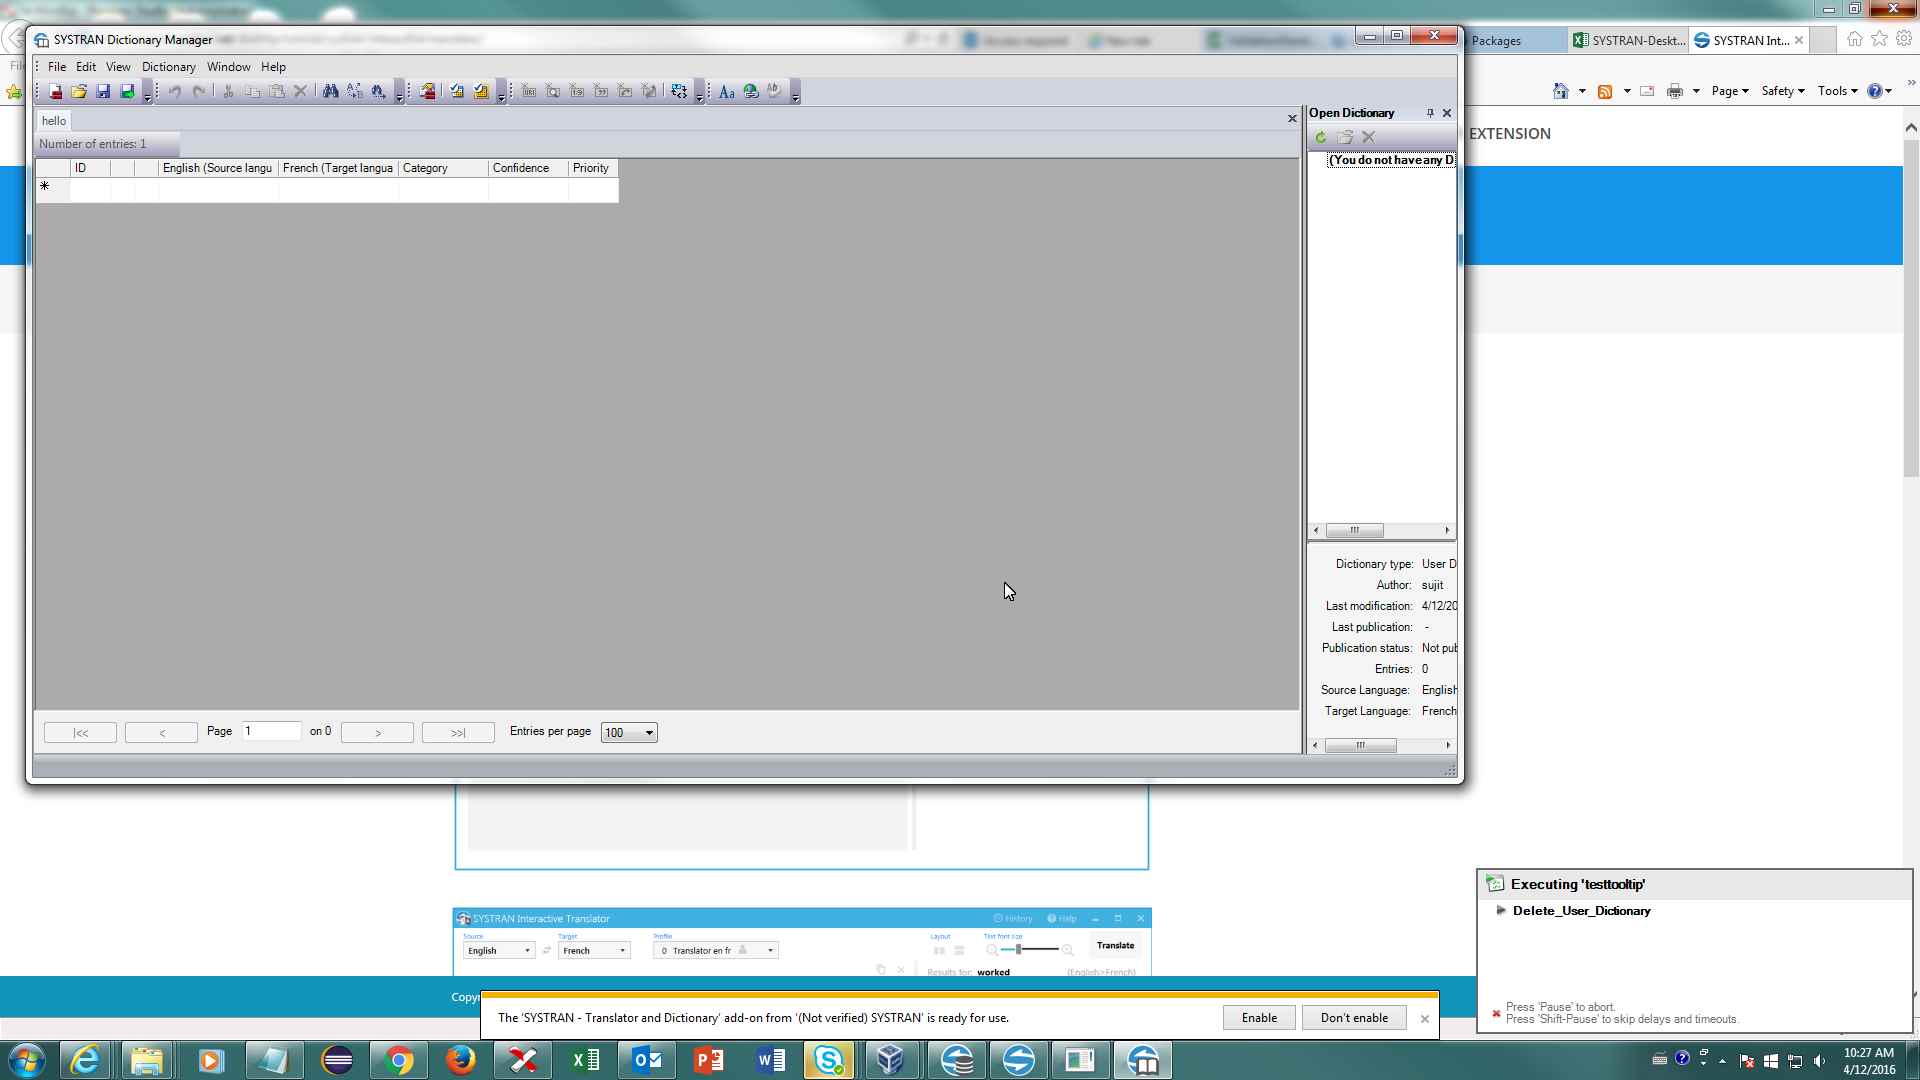 SYSTRAN Dictionary Manager
Packages
SYSTRAN-Deskt...
SYSTRAN Int...
File Edit View Dictionary Window Help
Page Safety Tools
hello
Open Dictionary
EXTENSION
Number of entries: 1
(You do not have any D
ID English (Source langu French (Target langua Category Confidence Priority
Dictionary type: User D
Author: sujit
Last modification: 4/12/20
Last publication: -
Publication status: Not pub
Entries: 0
Source Language: English
Target Language: French
|<< < Page 1 on 0 > >>| Entries per page 100
Executing 'testtooltip'
Delete_User_Dictionary
Press 'Pause' to abort.
Press 'Shift-Pause' to skip delays and timeouts.
SYSTRAN Interactive Translator
History Help
Source Target Profile Layout Text font size
English French 0 Translator en fr Translate
Results for: worked (English>French)
Copyr
The 'SYSTRAN - Translator and Dictionary' add-on from '(Not verified) SYSTRAN' is ready for use.
Enable Don't enable
10:27 AM
4/12/2016